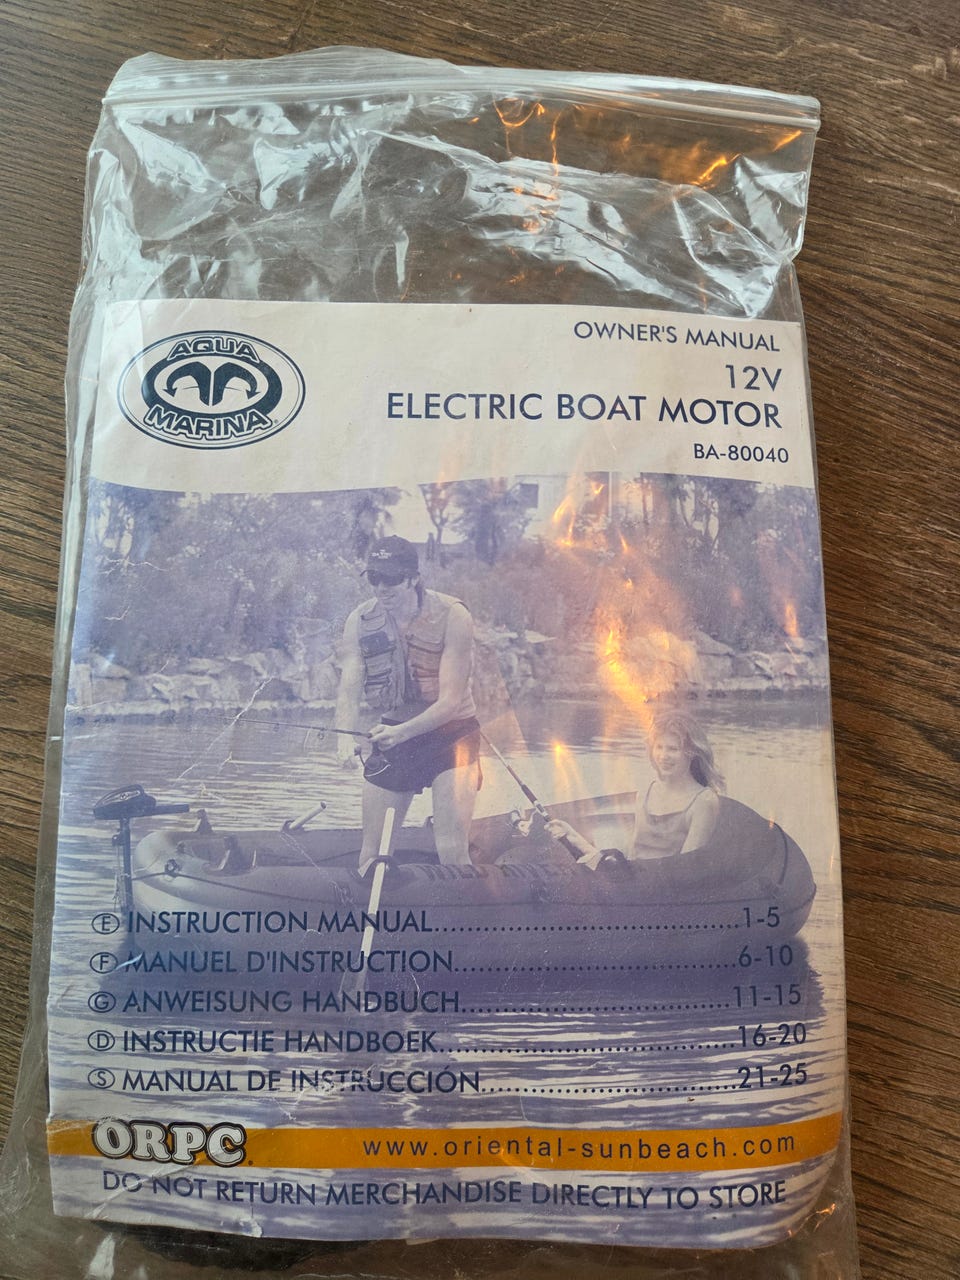 AQUA
MARINA
OWNER'S MANUAL
12V
ELECTRIC BOAT MOTOR
BA-80040
WILD RIVER
Ⓔ INSTRUCTION MANUAL..............................1-5
Ⓕ MANUEL D'INSTRUCTION............................6-10
Ⓖ ANWEISUNG HANDBUCH............................11-15
Ⓓ INSTRUCTIE HANDBOEK..............................16-20
Ⓢ MANUAL DE INSTRUCCIÓN..........................21-25
ORPC
www.oriental-sunbeach.com
DO NOT RETURN MERCHANDISE DIRECTLY TO STORE